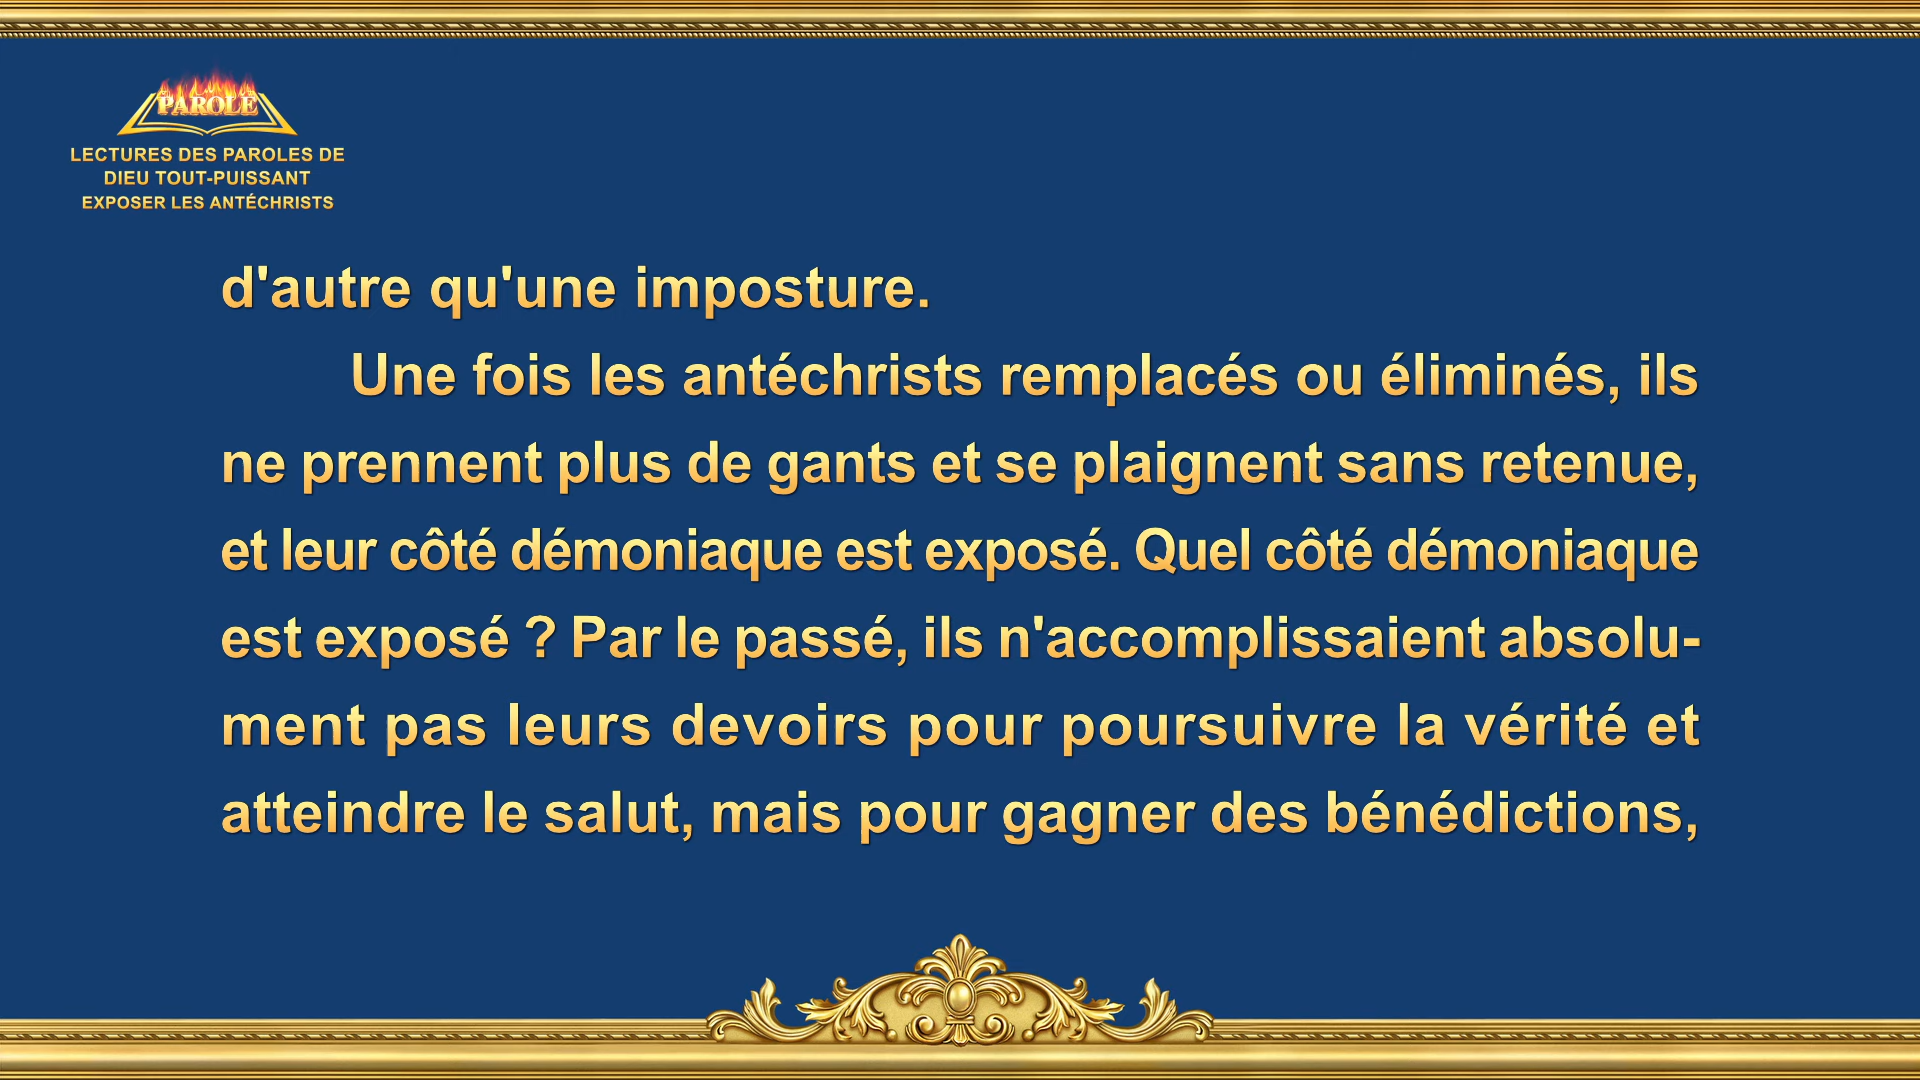 PAROLE
LECTURES DES PAROLES DE
DIEU TOUT-PUISSANT
EXPOSER LES ANTÉCHRISTS
d'autre qu'une imposture.
Une fois les antéchrists remplacés ou éliminés, ils
ne prennent plus de gants et se plaignent sans retenue,
et leur côté démoniaque est exposé. Quel côté démoniaque
est exposé ? Par le passé, ils n'accomplissaient absolu-
ment pas leurs devoirs pour poursuivre la vérité et
atteindre le salut, mais pour gagner des bénédictions,